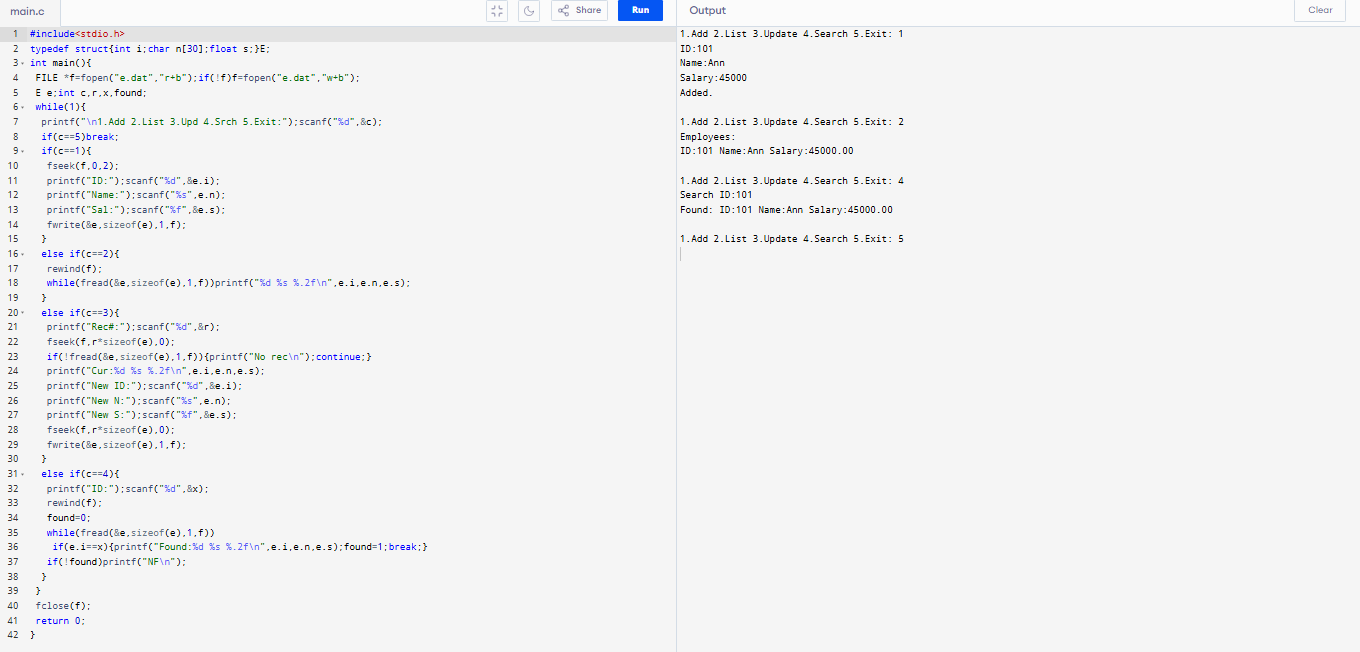 main.c
Share
Run
Output
Clear
1 #include<stdio.h>
2 typedef struct{int i;char n[30];float s;}E;
3 int main(){
4 FILE *f=fopen("e.dat","r+b");if(!f)f=fopen("e.dat","w+b");
5 E e;int c,r,x,found;
6 while(1){
7 printf("\n1.Add 2.List 3.Upd 4.Srch 5.Exit:");scanf("%d",&c);
8 if(c==5)break;
9 if(c==1){
10 fseek(f,0,2);
11 printf("ID:");scanf("%d",&e.i);
12 printf("Name:");scanf("%s",e.n);
13 printf("Sal:");scanf("%f",&e.s);
14 fwrite(&e,sizeof(e),1,f);
15 }
16 else if(c==2){
17 rewind(f);
18 while(fread(&e,sizeof(e),1,f))printf("%d %s %.2f\n",e.i,e.n,e.s);
19 }
20 else if(c==3){
21 printf("Rec#:");scanf("%d",&r);
22 fseek(f,r*sizeof(e),0);
23 if(!fread(&e,sizeof(e),1,f)){printf("No rec\n");continue;}
24 printf("Cur:%d %s %.2f\n",e.i,e.n,e.s);
25 printf("New ID:");scanf("%d",&e.i);
26 printf("New N:");scanf("%s",e.n);
27 printf("New S:");scanf("%f",&e.s);
28 fseek(f,r*sizeof(e),0);
29 fwrite(&e,sizeof(e),1,f);
30 }
31 else if(c==4){
32 printf("ID:");scanf("%d",&x);
33 rewind(f);
34 found=0;
35 while(fread(&e,sizeof(e),1,f))
36 if(e.i==x){printf("Found:%d %s %.2f\n",e.i,e.n,e.s);found=1;break;}
37 if(!found)printf("NF\n");
38 }
39 }
40 fclose(f);
41 return 0;
42 }
1.Add 2.List 3.Update 4.Search 5.Exit: 1
ID:101
Name:Ann
Salary:45000
Added.
1.Add 2.List 3.Update 4.Search 5.Exit: 2
Employees:
ID:101 Name:Ann Salary:45000.00
1.Add 2.List 3.Update 4.Search 5.Exit: 4
Search ID:101
Found: ID:101 Name:Ann Salary:45000.00
1.Add 2.List 3.Update 4.Search 5.Exit: 5